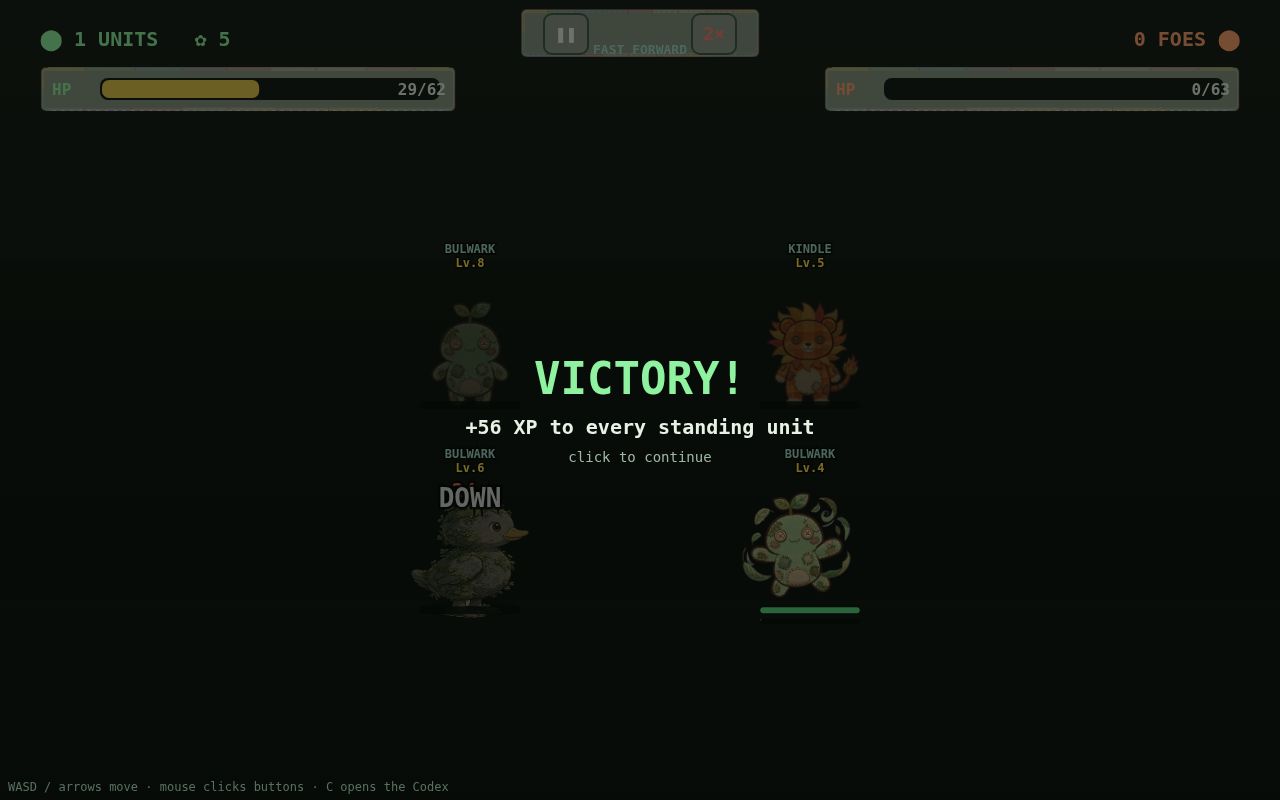 1 UNITS ✿ 5
2×
FAST FORWARD
0 FOES
HP 29/62
HP 0/63
BULWARK
Lv.8
KINDLE
Lv.5
VICTORY!
+56 XP to every standing unit
click to continue
BULWARK
Lv.6
DOWN
BULWARK
Lv.4
WASD / arrows move · mouse clicks buttons · C opens the Codex